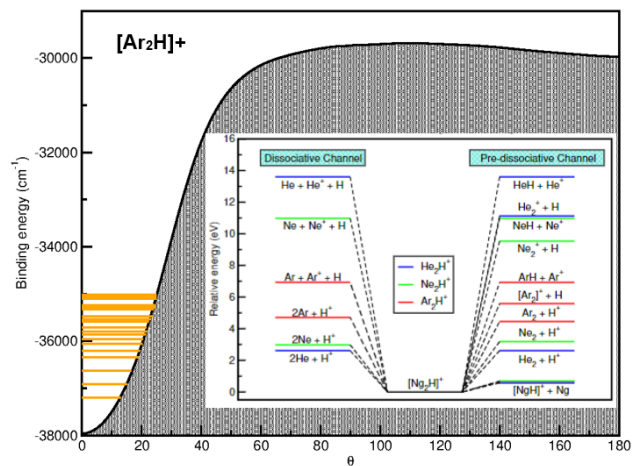 [Ar₂H]+
Binding energy (cm⁻¹)
-30000
-32000
-34000
-36000
-38000
0
20
40
60
80
100
120
140
160
180
θ
Relative energy (eV)
16
14
12
10
8
6
4
2
0
Dissociative Channel
He + He⁺ + H
Ne + Ne⁺ + H
Ar + Ar⁺ + H
2Ar + H⁺
2Ne + H⁺
2He + H⁺
He₂H⁺
Ne₂H⁺
Ar₂H⁺
[Ng₂H]⁺
Pre-dissociative Channel
HeH + He⁺
He₂⁺ + H
NeH + Ne⁺
Ne₂⁺ + H
ArH + Ar⁺
[Ar₂]⁺ + H
Ar₂ + H⁺
Ne₂ + H⁺
He₂ + H⁺
[NgH]⁺ + Ng